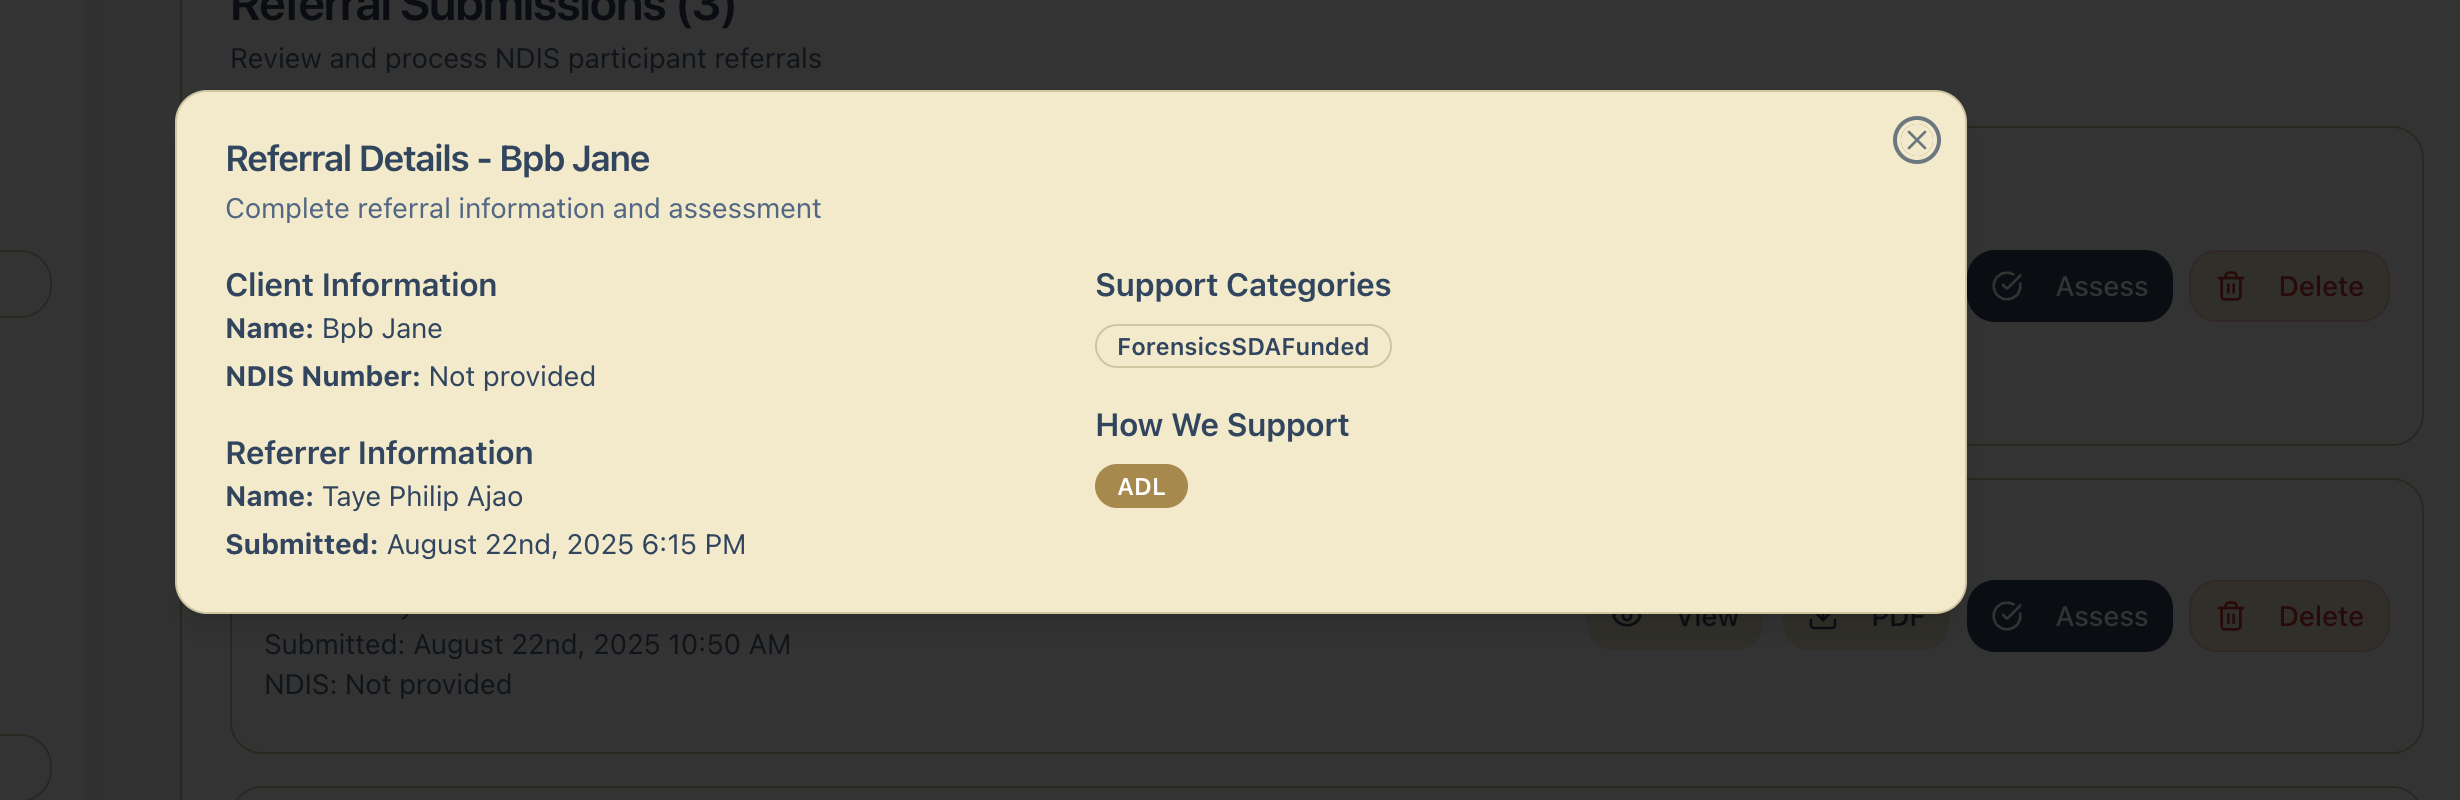 Referral Submissions (3)
Review and process NDIS participant referrals
Referral Details - Bpb Jane
Complete referral information and assessment
Client Information
Name: Bpb Jane
NDIS Number: Not provided
Referrer Information
Name: Taye Philip Ajao
Submitted: August 22nd, 2025 6:15 PM
Support Categories
ForensicsSDAFunded
How We Support
ADL
Assess
Delete
View
PDF
Assess
Delete
Submitted: August 22nd, 2025 10:50 AM
NDIS: Not provided